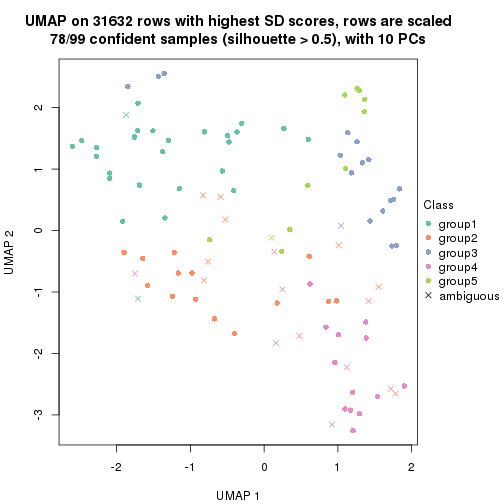 UMAP on 31632 rows with highest SD scores, rows are scaled
78/99 confident samples (silhouette > 0.5), with 10 PCs
2
1
0
-1
-2
-3
UMAP 2
-2
-1
0
1
2
UMAP 1
Class
group1
group2
group3
group4
group5
ambiguous